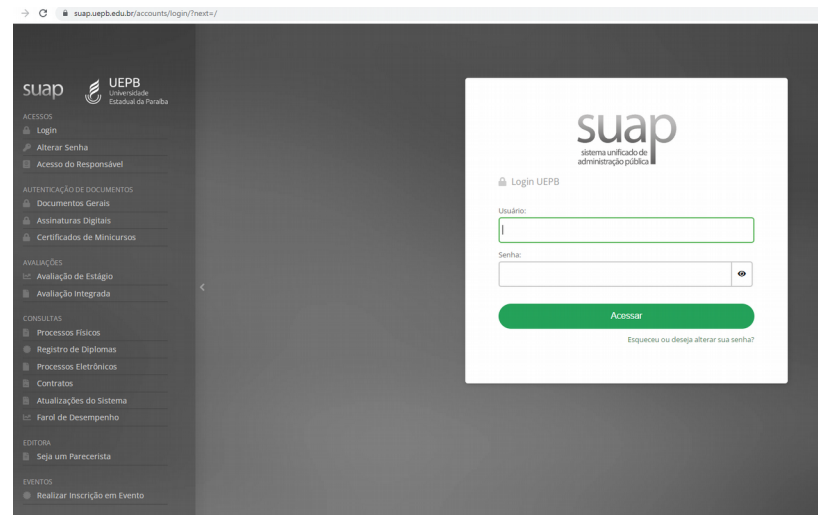 suap.uepb.edu.br/accounts/login/?next=/
suap
UEPB
Universidade
Estadual da Paraíba
ACESSOS
Login
Alterar Senha
Acesso do Responsável
AUTENTICAÇÃO DE DOCUMENTOS
Documentos Gerais
Assinaturas Digitais
Certificados de Minicursos
AVALIAÇÕES
Avaliação de Estágio
Avaliação Integrada
CONSULTAS
Processos Físicos
Registro de Diplomas
Processos Eletrônicos
Contratos
Atualizações do Sistema
Farol de Desempenho
EDITORA
Seja um Parecerista
EVENTOS
Realizar Inscrição em Evento
suap
sistema unificado de
administração pública
Login UEPB
Usuário:
Senha:
Acessar
Esqueceu ou deseja alterar sua senha?